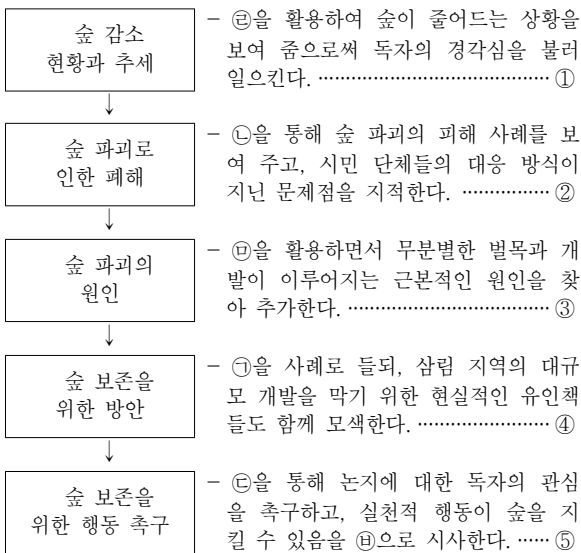 숲 감소
현황과 추세
- ㉣을 활용하여 숲이 줄어드는 상황을
보여 줌으로써 독자의 경각심을 불러
일으킨다. ……………………………… ①
숲 파괴로
인한 폐해
- ㉡을 통해 숲 파괴의 피해 사례를 보
여 주고, 시민 단체들의 대응 방식이
지닌 문제점을 지적한다. …………… ②
숲 파괴의
원인
- ㉤을 활용하면서 무분별한 벌목과 개
발이 이루어지는 근본적인 원인을 찾
아 추가한다. ………………………… ③
숲 보존을
위한 방안
- ㉠을 사례로 들되, 삼림 지역의 대규
모 개발을 막기 위한 현실적인 유인책
들도 함께 모색한다. ………………… ④
숲 보존을
위한 행동 촉구
- ㉢을 통해 논지에 대한 독자의 관심
을 촉구하고, 실천적 행동이 숲을 지
킬 수 있음을 ㉥으로 시사한다. …… ⑤